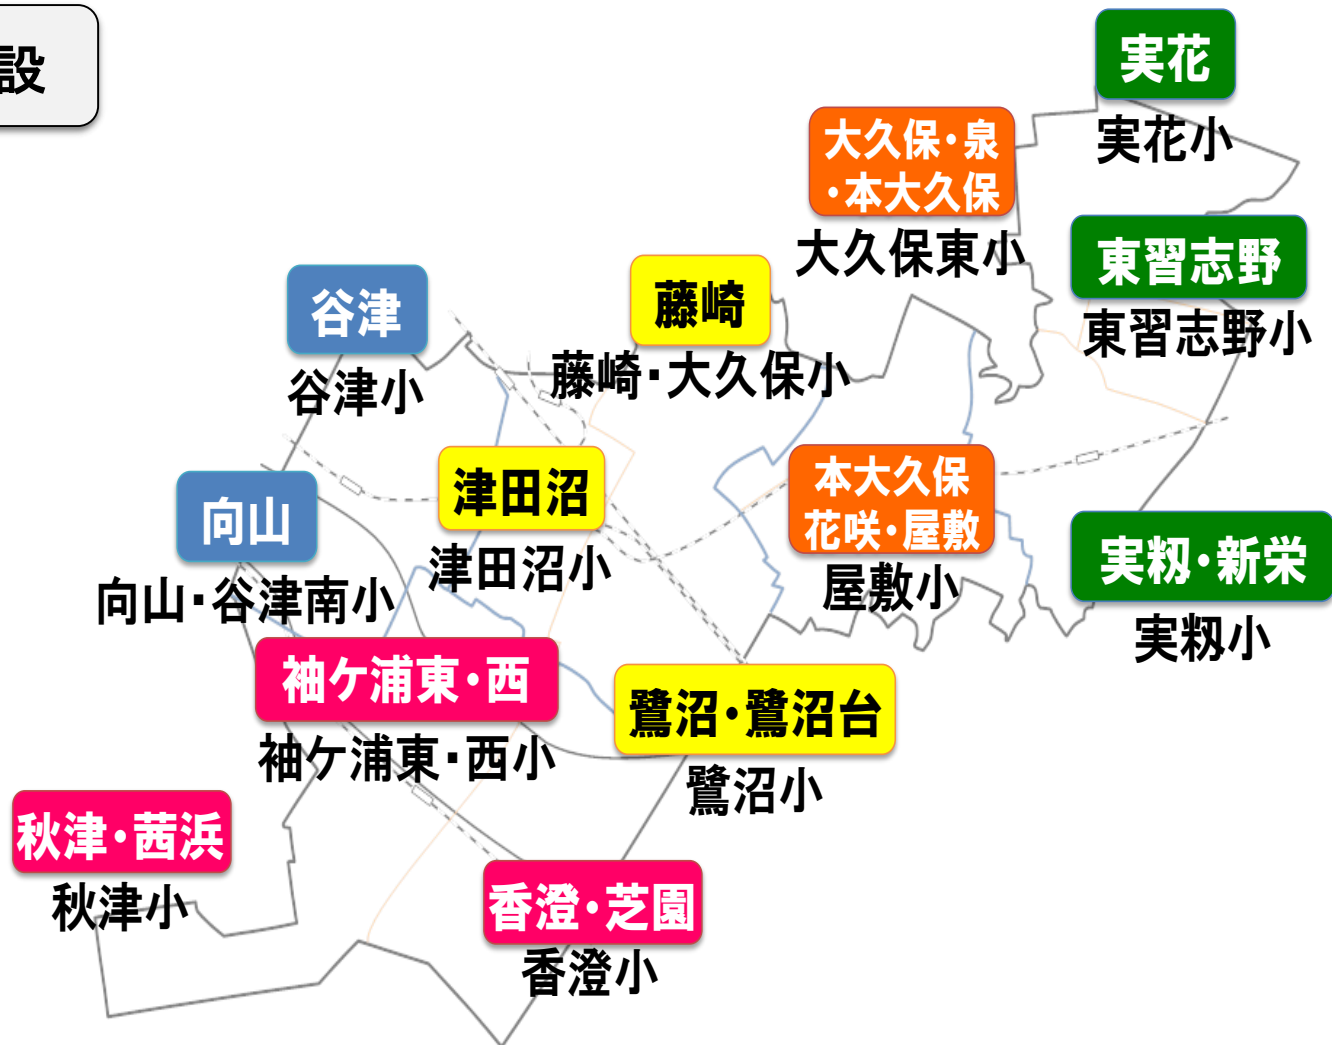 設
実花
実花小
大久保・泉
・本大久保
大久保東小
東習志野
東習志野小
谷津
谷津小
藤崎
藤崎・大久保小
津田沼
津田沼小
本大久保
花咲・屋敷
屋敷小
向山
向山・谷津南小
実籾・新栄
実籾小
袖ケ浦東・西
袖ケ浦東・西小
鷺沼・鷺沼台
鷺沼小
秋津・茜浜
秋津小
香澄・芝園
香澄小